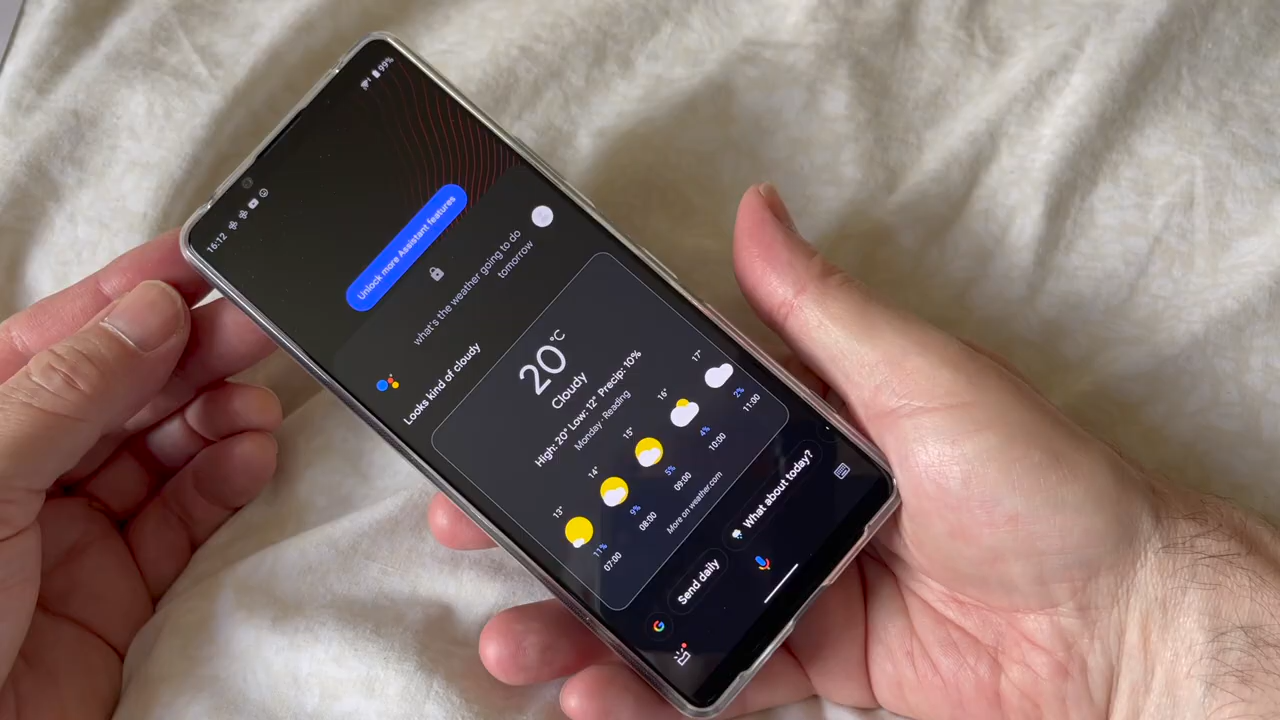 16:12
99%
Unlock more Assistant features
what's the weather going to do
tomorrow
Looks kind of cloudy
20°C
Cloudy
High: 20° Low: 12° Precip: 10%
Monday · Reading
13° 14° 15° 16° 17°
11% 9% 5% 4% 2%
07:00 08:00 09:00 10:00 11:00
More on weather.com
Send daily
What about today?
G